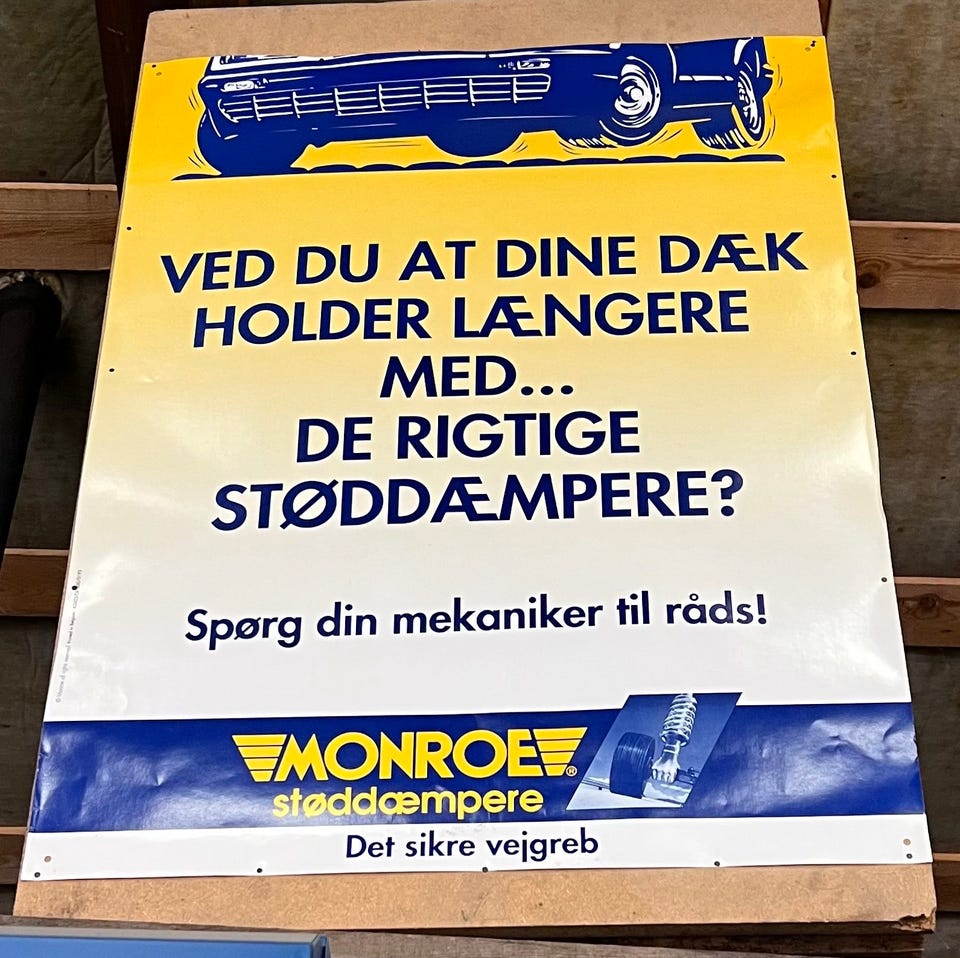 VED DU AT DINE DÆK
HOLDER LÆNGERE
MED...
DE RIGTIGE
STØDDÆMPERE?
Spørg din mekaniker til råds!
MONROE®
støddæmpere
Det sikre vejgreb